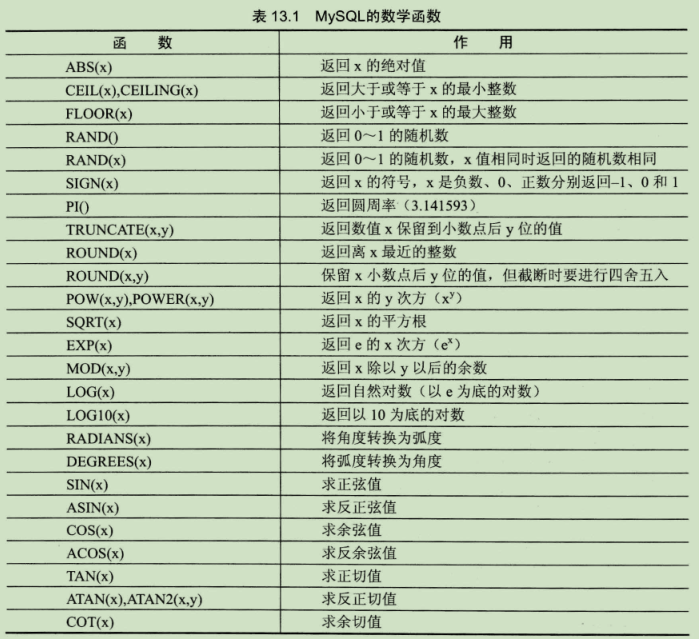 表 13.1 MySQL的数学函数
函 数 作 用
ABS(x) 返回 x 的绝对值
CEIL(x),CEILING(x) 返回大于或等于 x 的最小整数
FLOOR(x) 返回小于或等于 x 的最大整数
RAND() 返回 0～1 的随机数
RAND(x) 返回 0～1 的随机数，x 值相同时返回的随机数相同
SIGN(x) 返回 x 的符号，x 是负数、0、正数分别返回–1、0 和 1
PI() 返回圆周率（3.141593）
TRUNCATE(x,y) 返回数值 x 保留到小数点后 y 位的值
ROUND(x) 返回离 x 最近的整数
ROUND(x,y) 保留 x 小数点后 y 位的值，但截断时要进行四舍五入
POW(x,y),POWER(x,y) 返回 x 的 y 次方（xʸ）
SQRT(x) 返回 x 的平方根
EXP(x) 返回 e 的 x 次方（eˣ）
MOD(x,y) 返回 x 除以 y 以后的余数
LOG(x) 返回自然对数（以 e 为底的对数）
LOG10(x) 返回以 10 为底的对数
RADIANS(x) 将角度转换为弧度
DEGREES(x) 将弧度转换为角度
SIN(x) 求正弦值
ASIN(x) 求反正弦值
COS(x) 求余弦值
ACOS(x) 求反余弦值
TAN(x) 求正切值
ATAN(x),ATAN2(x,y) 求反正切值
COT(x) 求余切值